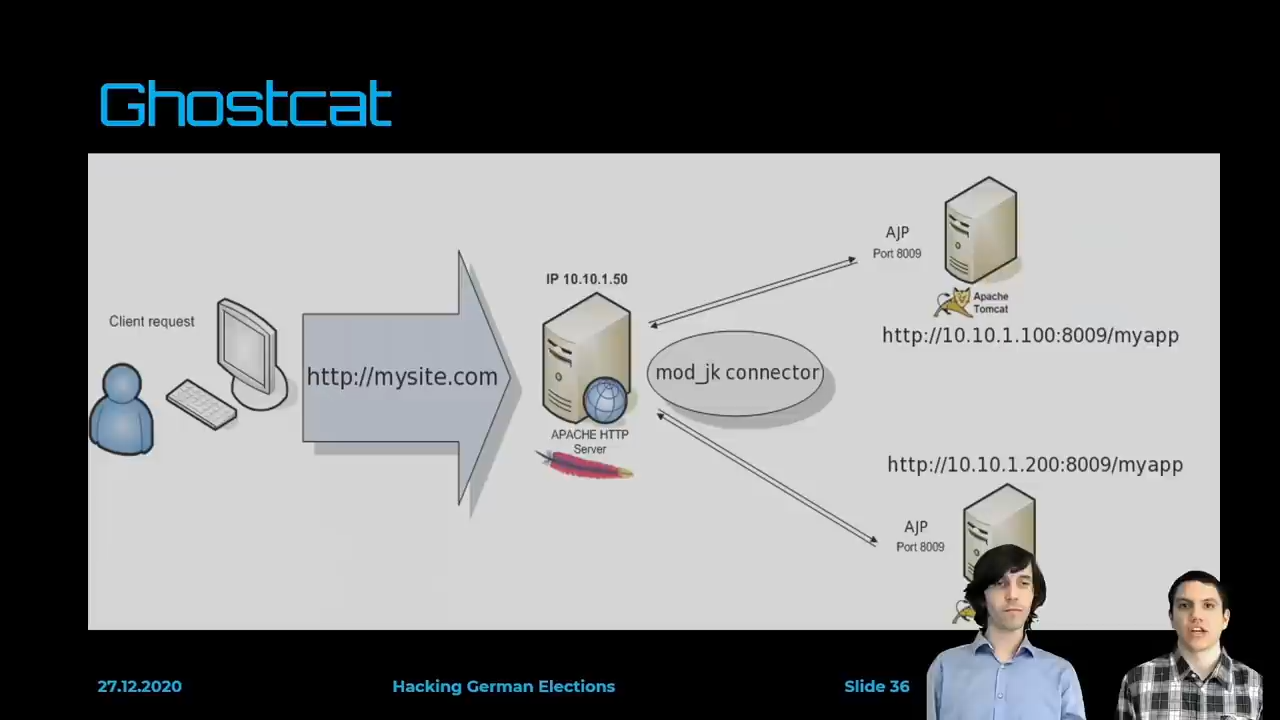 Ghostcat
Client request
http://mysite.com
IP 10.10.1.50
APACHE HTTP
Server
mod_jk connector
AJP
Port 8009
Apache
Tomcat
http://10.10.1.100:8009/myapp
http://10.10.1.200:8009/myapp
AJP
Port 8009
27.12.2020
Hacking German Elections
Slide 36